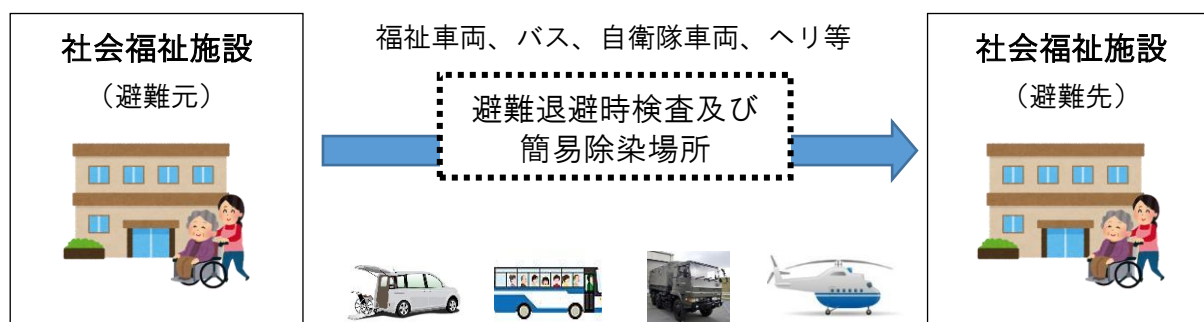 社会福祉施設
（避難元）
福祉車両、バス、自衛隊車両、ヘリ等
避難退避時検査及び
簡易除染場所
社会福祉施設
（避難先）